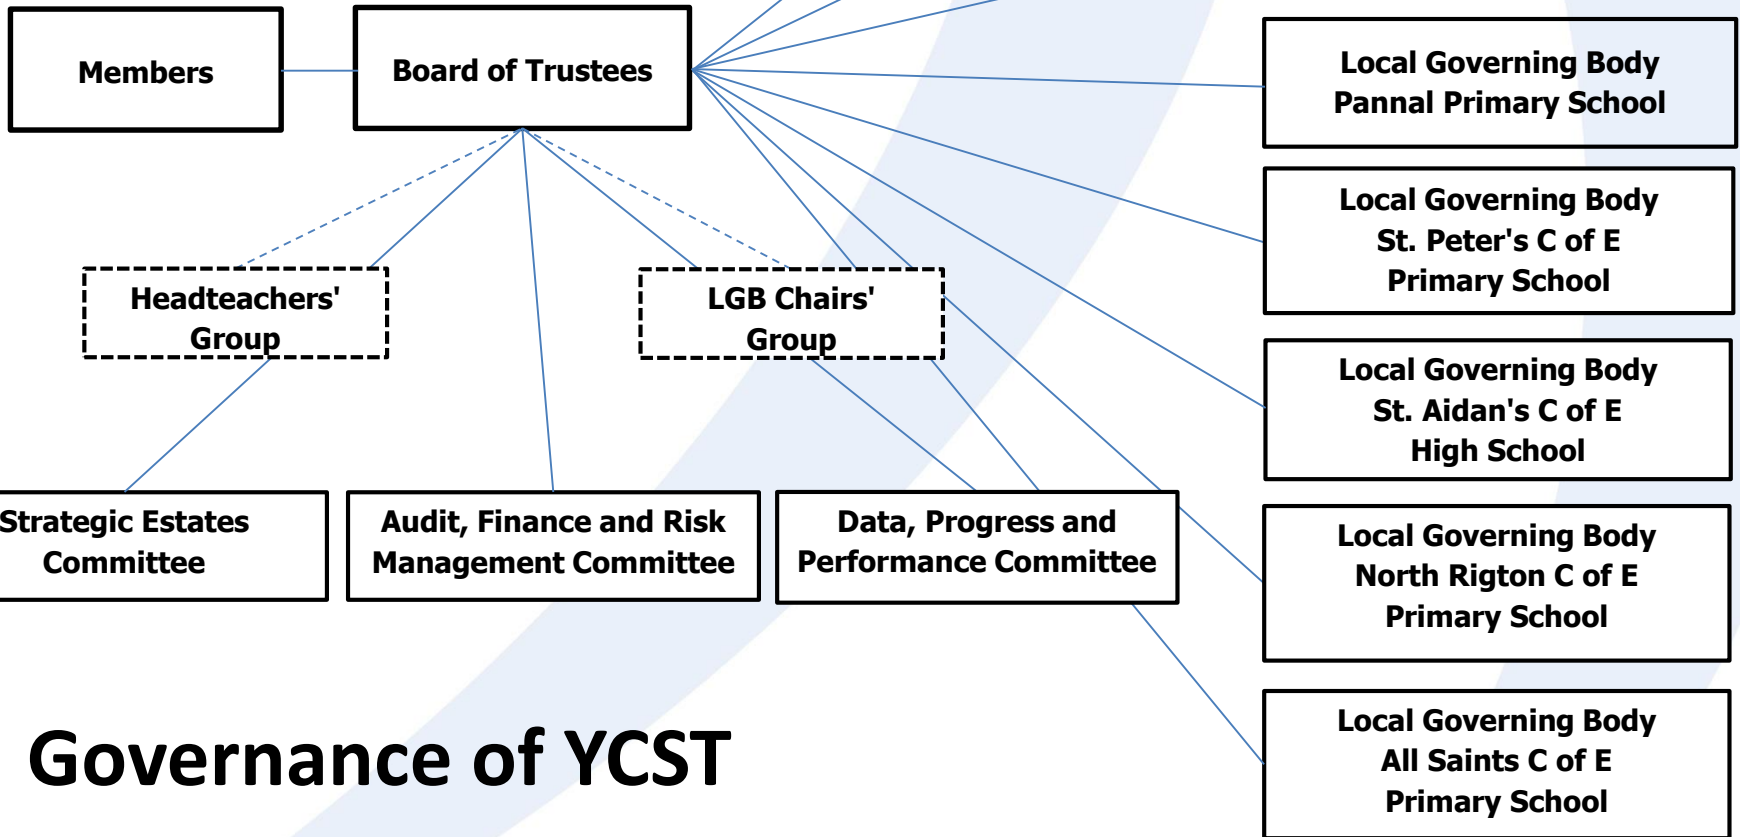 Members
Board of Trustees
Local Governing Body
Pannal Primary School
Local Governing Body
St. Peter's C of E
Primary School
Headteachers'
Group
LGB Chairs'
Group
Local Governing Body
St. Aidan's C of E
High School
Strategic Estates
Committee
Audit, Finance and Risk
Management Committee
Data, Progress and
Performance Committee
Local Governing Body
North Rigton C of E
Primary School
Local Governing Body
All Saints C of E
Primary School
Governance of YCST